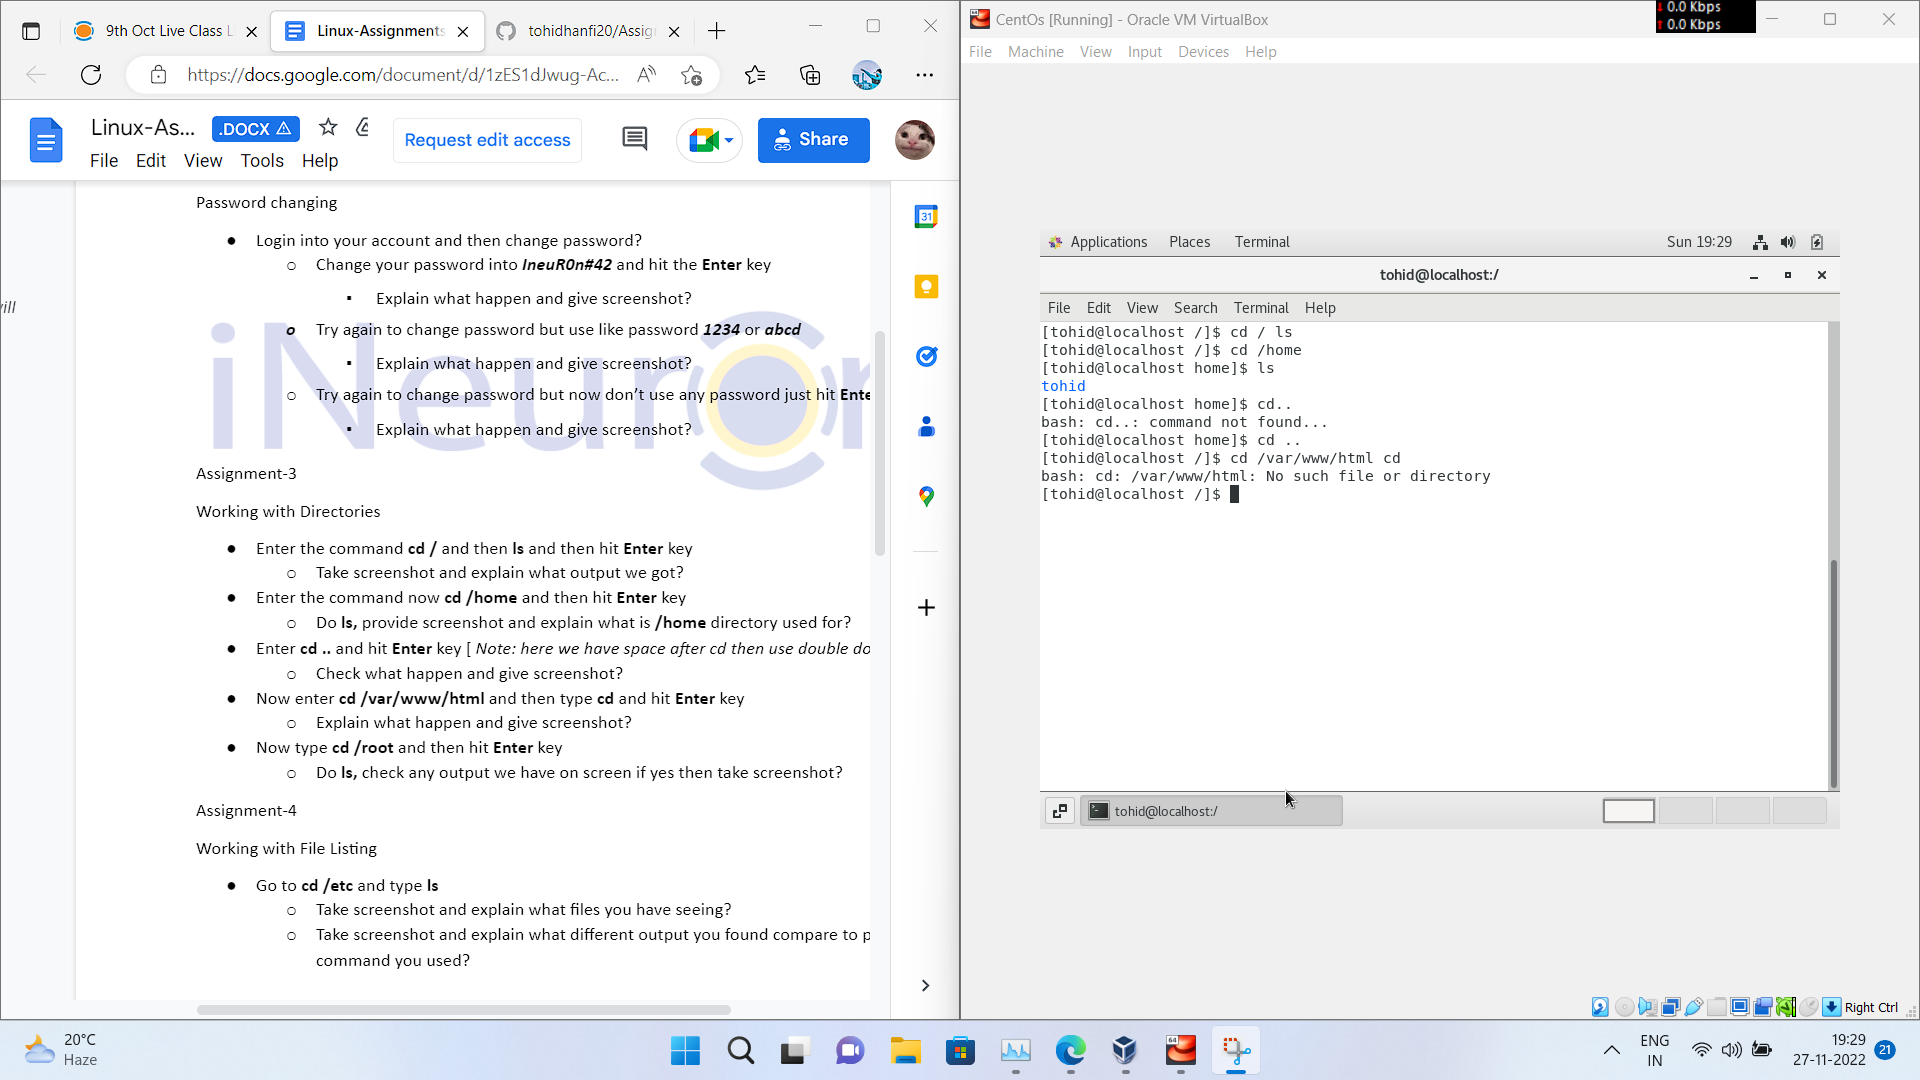 9th Oct Live Class L
Linux-Assignments
tohidhanfi20/Assig
https://docs.google.com/document/d/1zES1dJwug-Ac...
Linux-As...
.DOCX
Request edit access
Share
File Edit View Tools Help
31
Password changing
● Login into your account and then change password?
○ Change your password into IneuR0n#42 and hit the Enter key
▪ Explain what happen and give screenshot?
o Try again to change password but use like password 1234 or abcd
▪ Explain what happen and give screenshot?
○ Try again to change password but now don’t use any password just hit Ente
▪ Explain what happen and give screenshot?
iNeuron
Assignment-3
Working with Directories
● Enter the command cd / and then ls and then hit Enter key
○ Take screenshot and explain what output we got?
● Enter the command now cd /home and then hit Enter key
○ Do ls, provide screenshot and explain what is /home directory used for?
● Enter cd .. and hit Enter key [ Note: here we have space after cd then use double do
○ Check what happen and give screenshot?
● Now enter cd /var/www/html and then type cd and hit Enter key
○ Explain what happen and give screenshot?
● Now type cd /root and then hit Enter key
○ Do ls, check any output we have on screen if yes then take screenshot?
Assignment-4
Working with File Listing
● Go to cd /etc and type ls
○ Take screenshot and explain what files you have seeing?
○ Take screenshot and explain what different output you found compare to p
command you used?
CentOs [Running] - Oracle VM VirtualBox
0.0 Kbps
0.0 Kbps
File Machine View Input Devices Help
Applications Places Terminal Sun 19:29
tohid@localhost:/
File Edit View Search Terminal Help
[tohid@localhost /]$ cd / ls
[tohid@localhost /]$ cd /home
[tohid@localhost home]$ ls
tohid
[tohid@localhost home]$ cd..
bash: cd..: command not found...
[tohid@localhost home]$ cd ..
[tohid@localhost /]$ cd /var/www/html cd
bash: cd: /var/www/html: No such file or directory
[tohid@localhost /]$
tohid@localhost:/
Right Ctrl
20°C
Haze
ENG
IN
19:29
27-11-2022
21